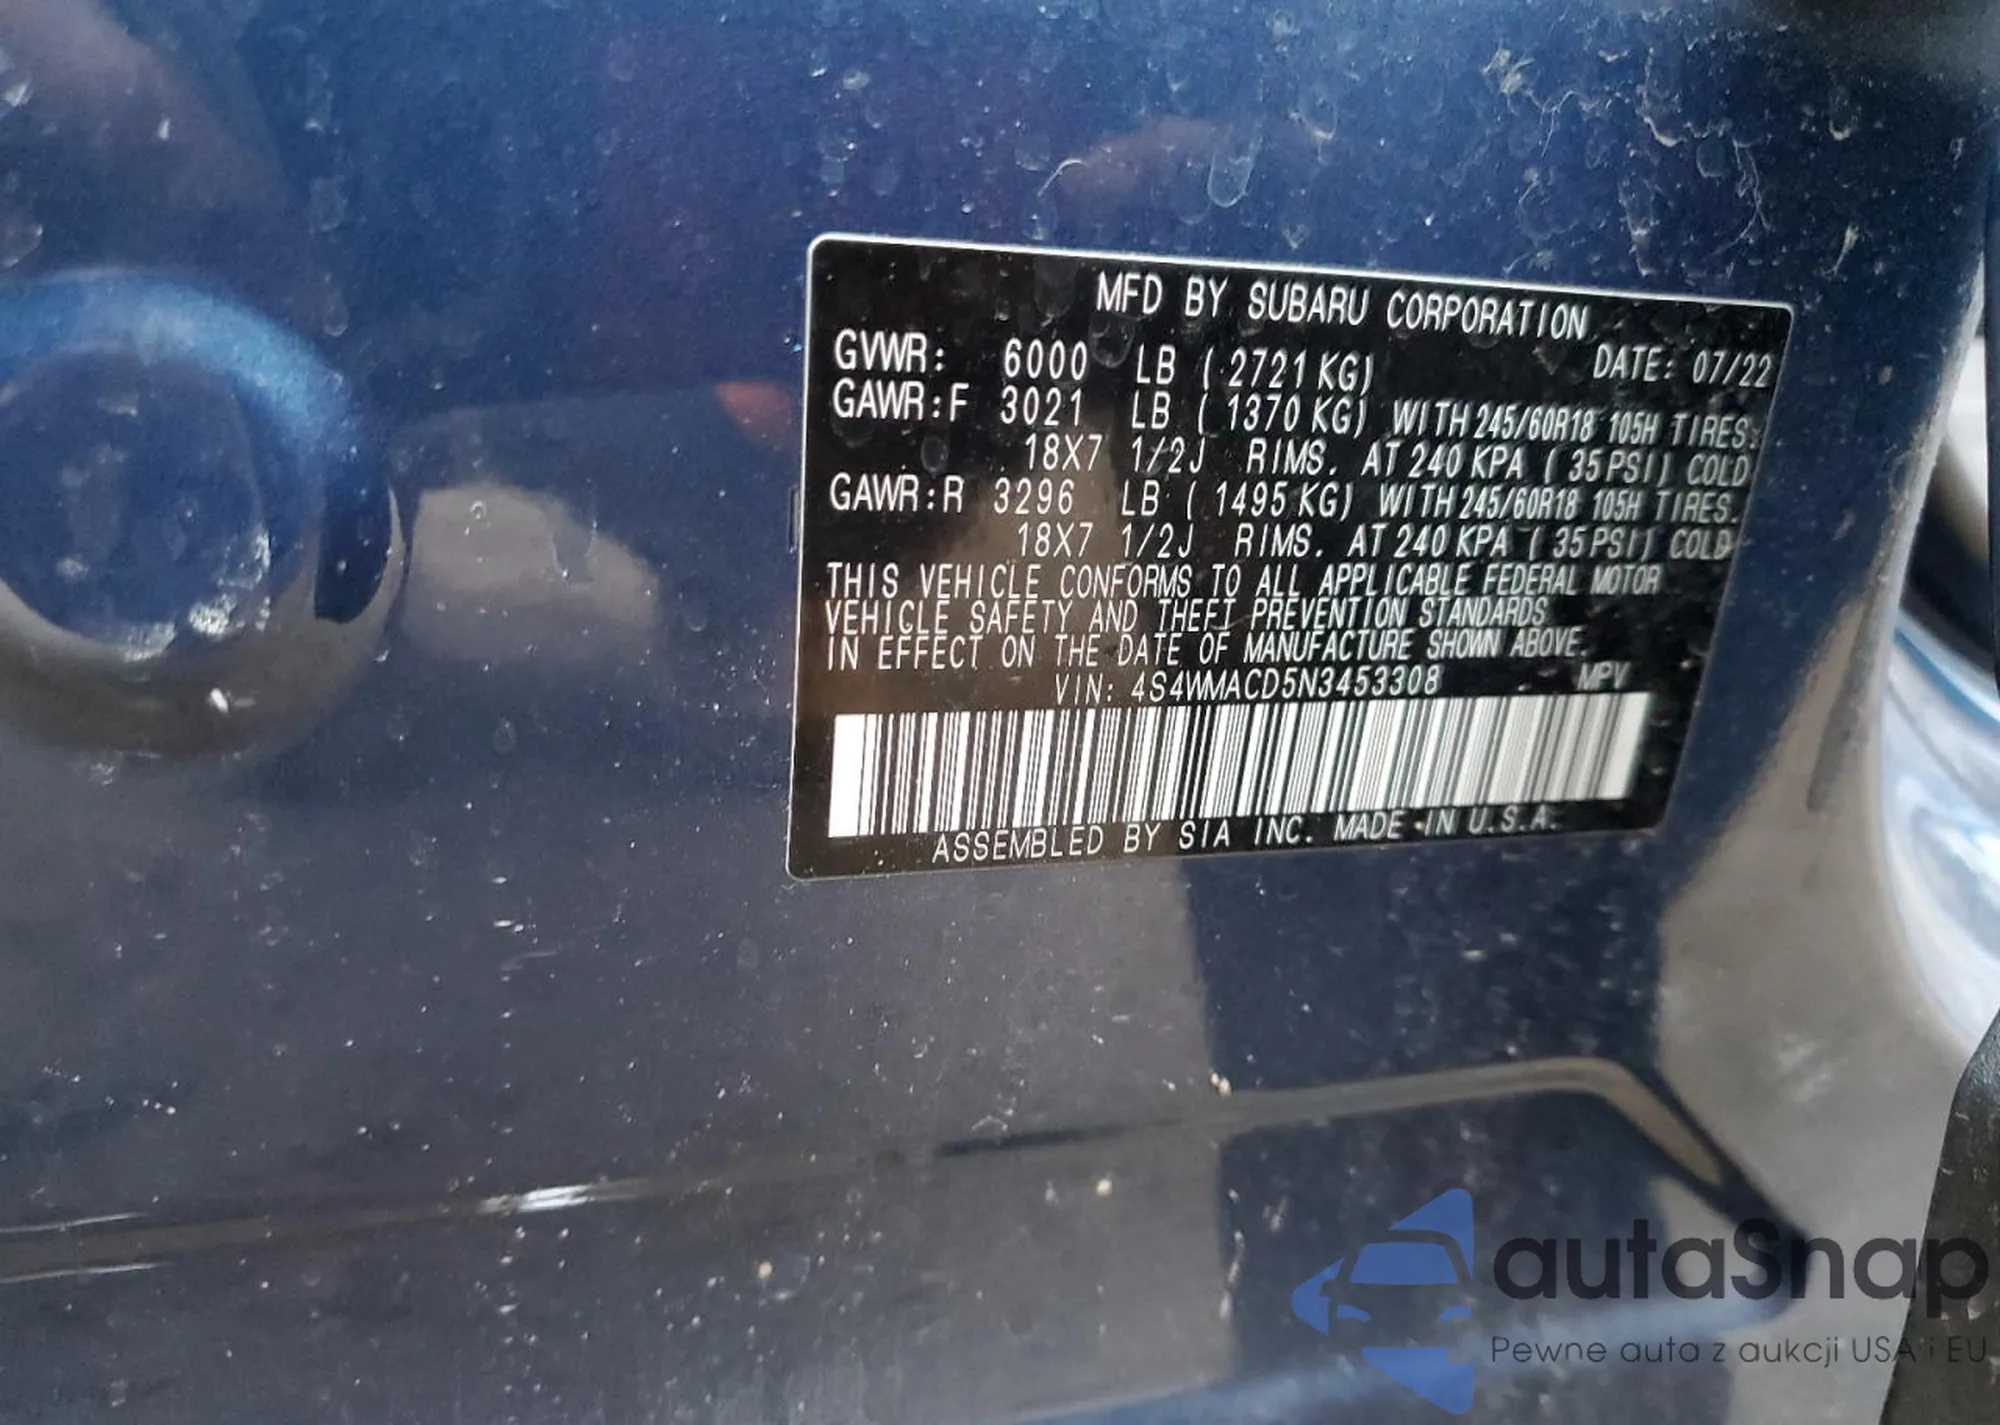 MFD BY SUBARU CORPORATION
GVWR: 6000 LB ( 2721 KG) DATE: 07/22
GAWR:F 3021 LB ( 1370 KG) WITH 245/60R18 105H TIRES.
18X7 1/2J RIMS. AT 240 KPA ( 35 PSI) COLD
GAWR:R 3296 LB ( 1495 KG) WITH 245/60R18 105H TIRES.
18X7 1/2J RIMS. AT 240 KPA ( 35 PSI) COLD
THIS VEHICLE CONFORMS TO ALL APPLICABLE FEDERAL MOTOR
VEHICLE SAFETY AND THEFT PREVENTION STANDARDS
IN EFFECT ON THE DATE OF MANUFACTURE SHOWN ABOVE.
VIN: 4S4WMACD5N3453308 MPV
ASSEMBLED BY SIA INC. MADE IN U.S.A.
autaSnap
Pewne auta z aukcji USA i EU